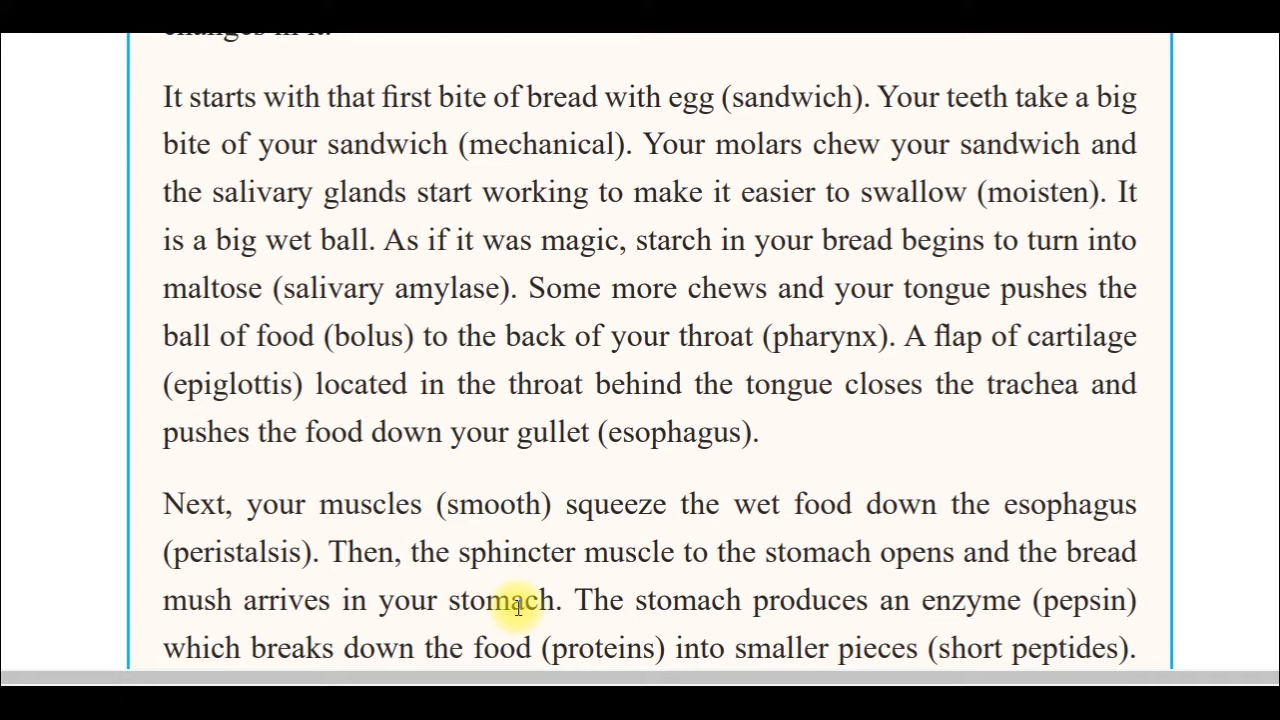 changes in it.
It starts with that first bite of bread with egg (sandwich). Your teeth take a big
bite of your sandwich (mechanical). Your molars chew your sandwich and
the salivary glands start working to make it easier to swallow (moisten). It
is a big wet ball. As if it was magic, starch in your bread begins to turn into
maltose (salivary amylase). Some more chews and your tongue pushes the
ball of food (bolus) to the back of your throat (pharynx). A flap of cartilage
(epiglottis) located in the throat behind the tongue closes the trachea and
pushes the food down your gullet (esophagus).
Next, your muscles (smooth) squeeze the wet food down the esophagus
(peristalsis). Then, the sphincter muscle to the stomach opens and the bread
mush arrives in your stomach. The stomach produces an enzyme (pepsin)
which breaks down the food (proteins) into smaller pieces (short peptides).